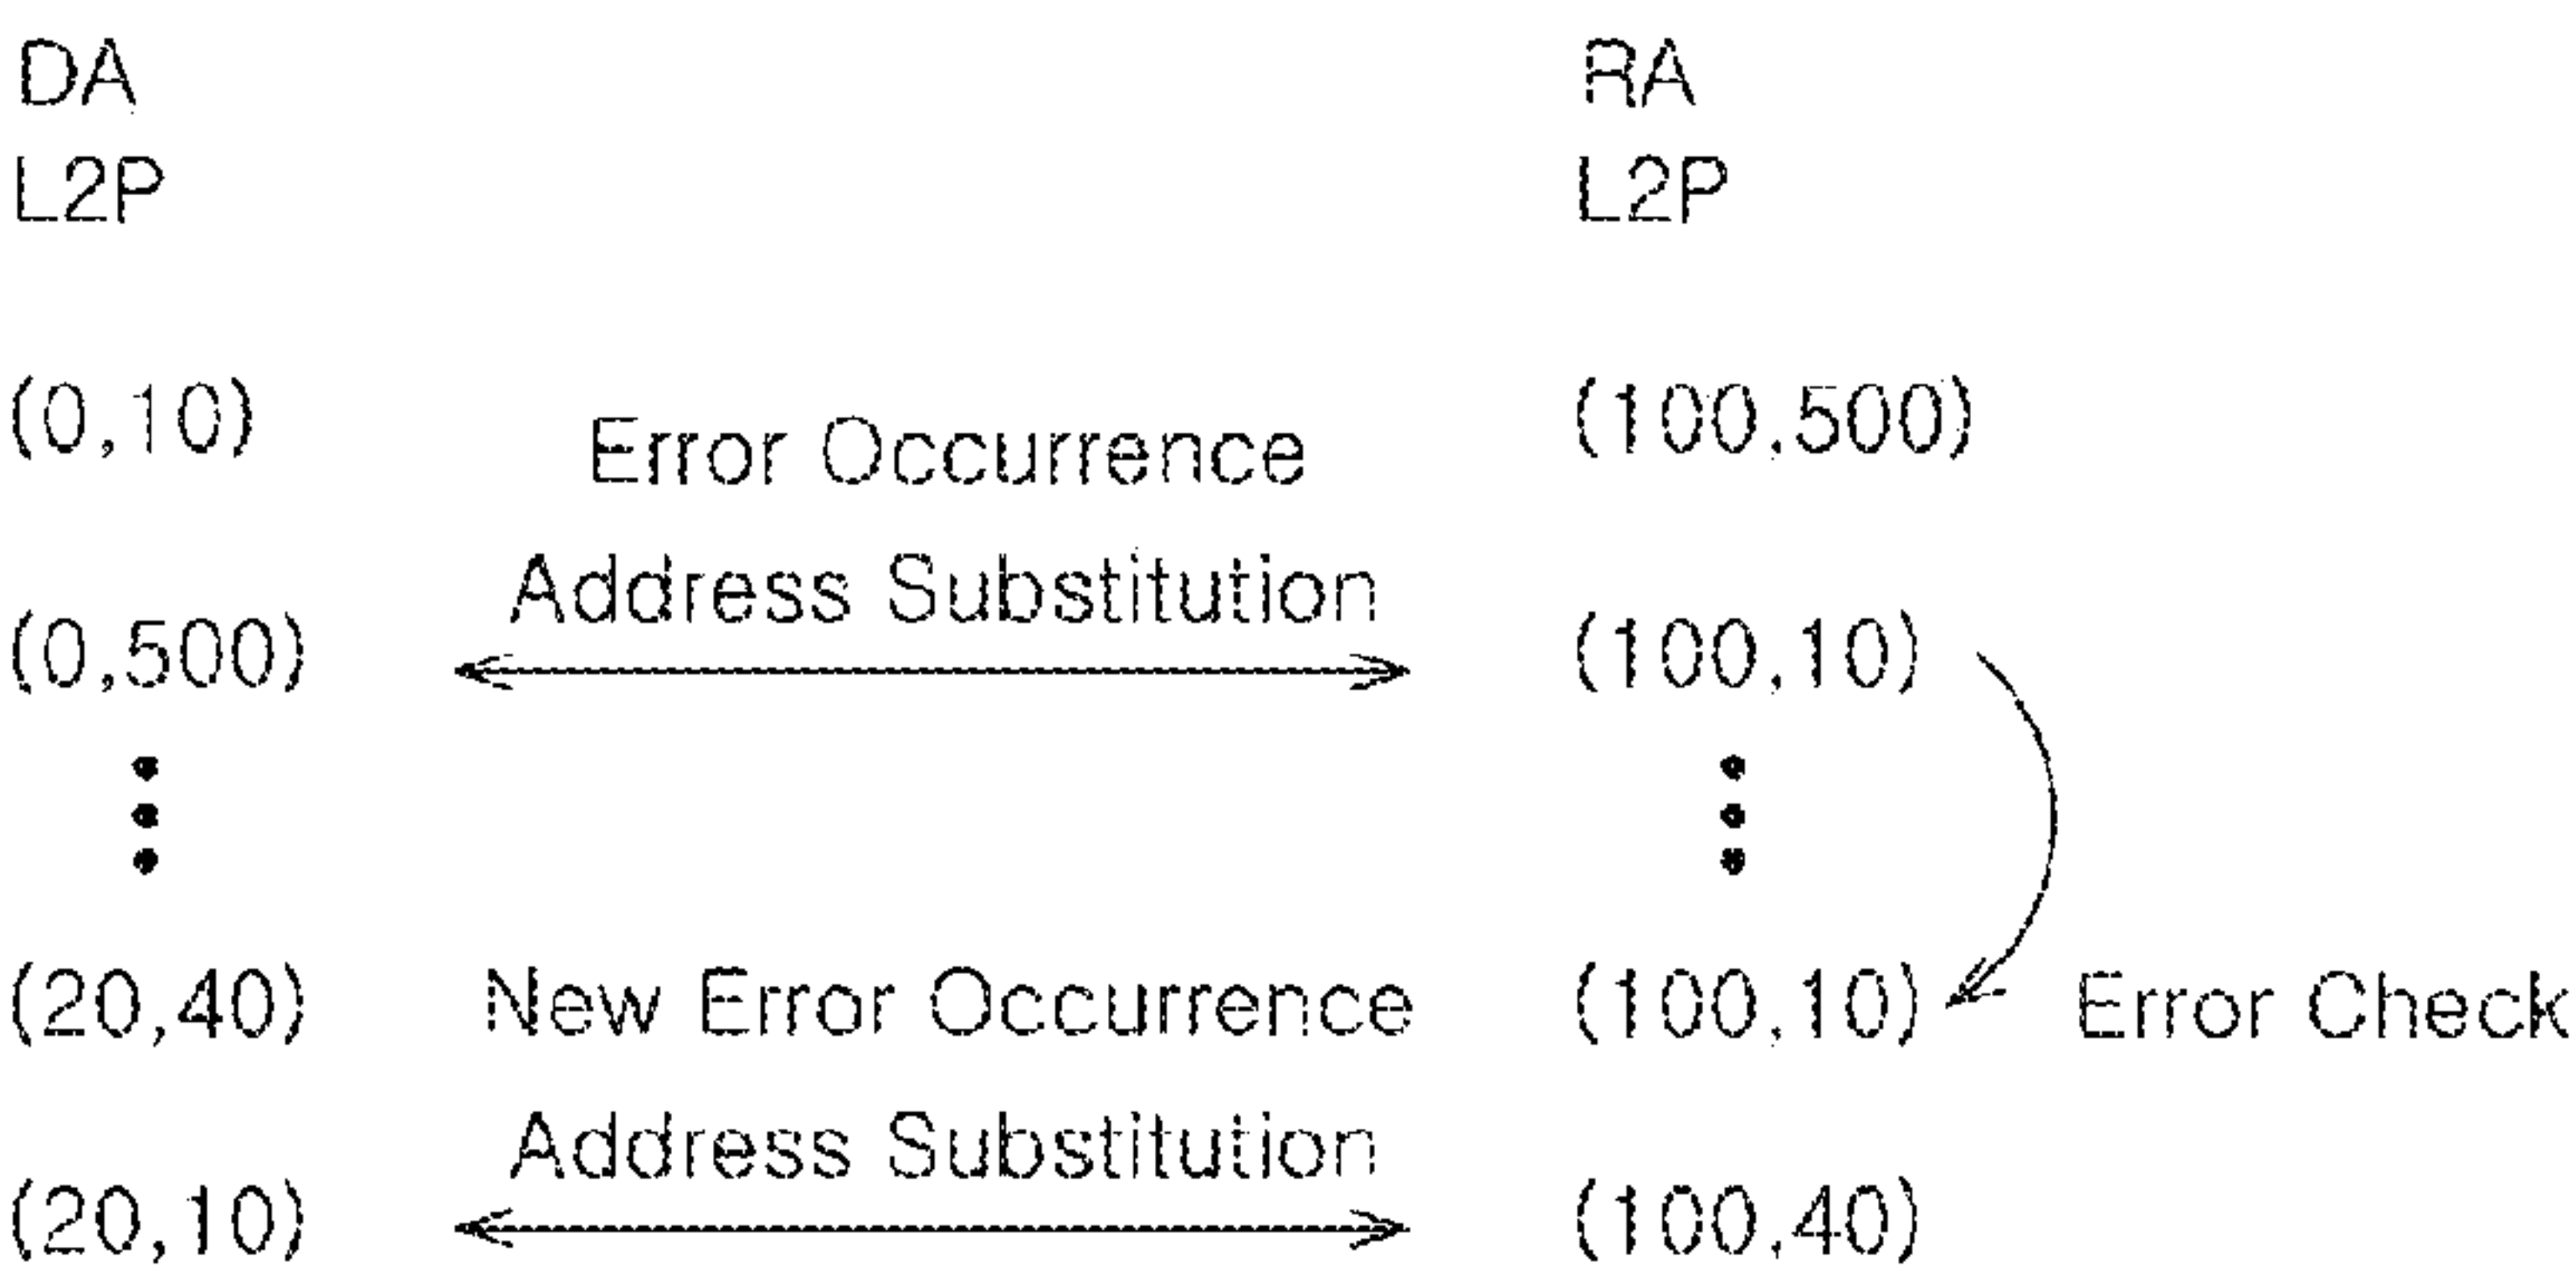 DA RA
L2P L2P
(0,10) (100,500)
Error Occurrence
Address Substitution
(0,500) (100,10)
(20,40) New Error Occurrence (100,10) Error Check
Address Substitution
(20,10) (100,40)